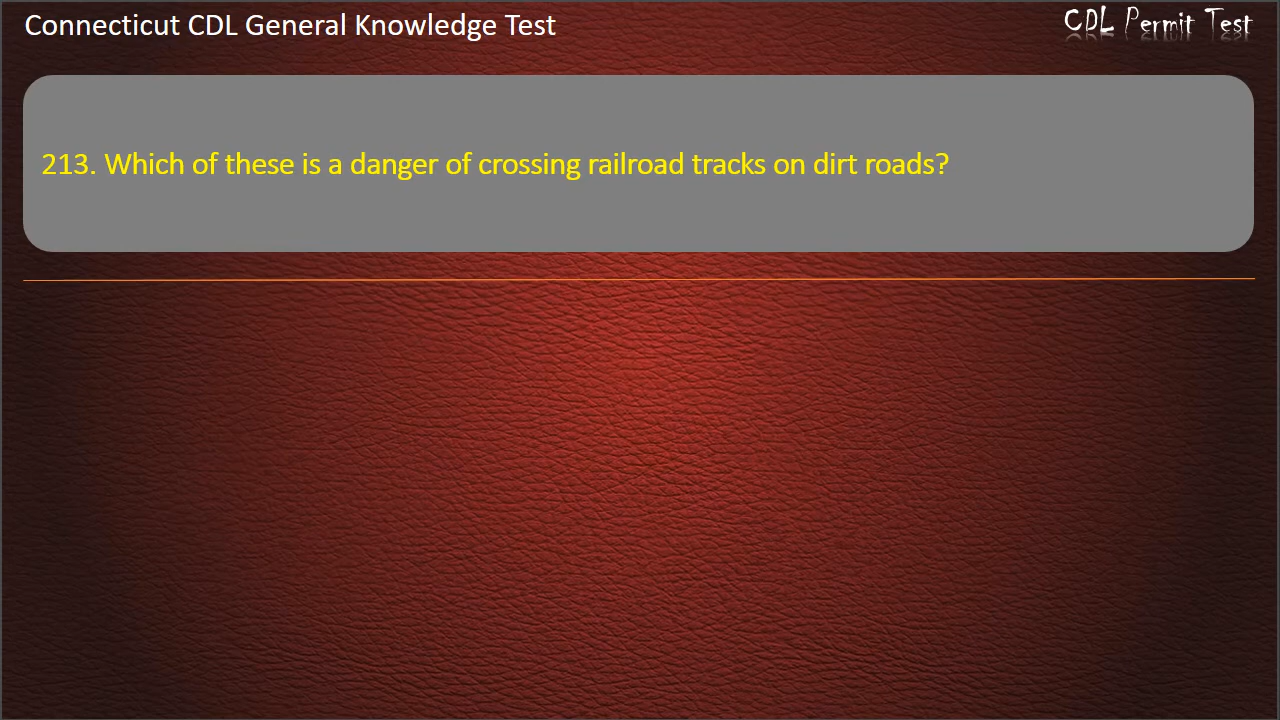 Connecticut CDL General Knowledge Test
CDL Permit Test
213. Which of these is a danger of crossing railroad tracks on dirt roads?